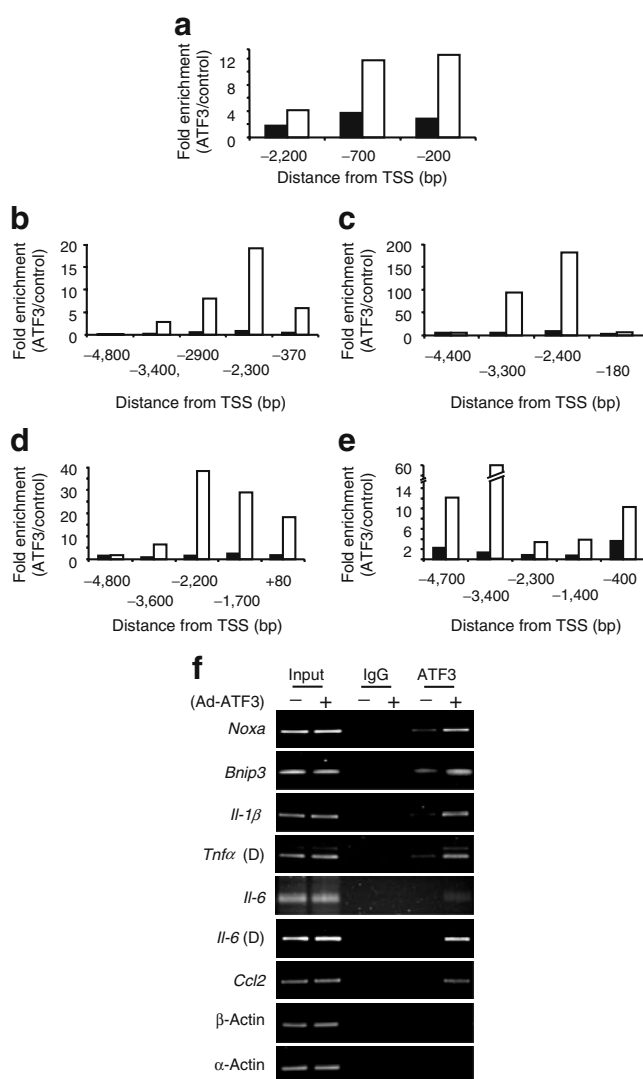 a
Fold enrichment
(ATF3/control)
12
8
4
0
−2,200 −700 −200
Distance from TSS (bp)
b
Fold enrichment
(ATF3/control)
20
15
10
5
0
−4,800 −2900 −370
−3,400, −2,300
Distance from TSS (bp)
c
Fold enrichment
(ATF3/control)
200
150
100
50
0
−4,400 −2,400
−3,300 −180
Distance from TSS (bp)
d
Fold enrichment
(ATF3/control)
40
30
20
10
0
−4,800 −2,200 +80
−3,600 −1,700
Distance from TSS (bp)
e
Fold enrichment
(ATF3/control)
60
14
10
6
2
−4,700 −2,300 −400
−3,400 −1,400
Distance from TSS (bp)
f
Input IgG ATF3
(Ad-ATF3) − + − + − +
Noxa
Bnip3
Il-1β
Tnfα (D)
Il-6
Il-6 (D)
Ccl2
β-Actin
α-Actin